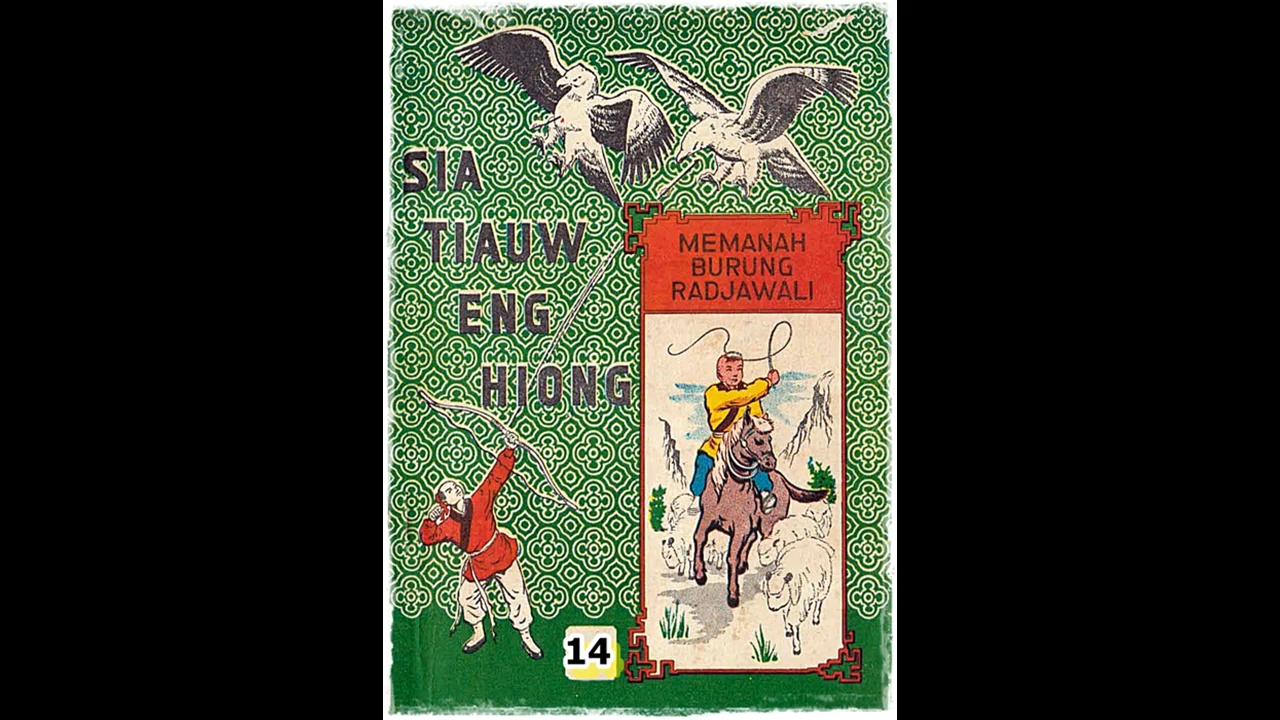 SIA
TIAUW
ENG
HIONG
MEMANAH
BURUNG
RADJAWALI
14